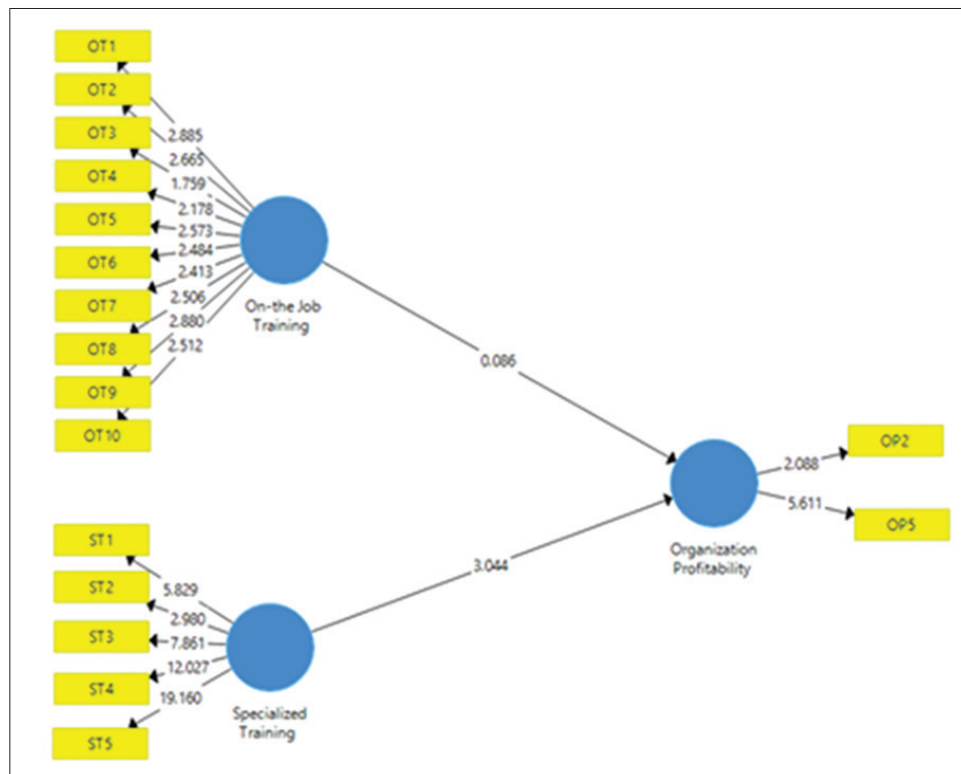 OT1
OT2
OT3
OT4
OT5
OT6
OT7
OT8
OT9
OT10
2.885
2.665
1.759
2.178
2.573
2.484
2.413
2.506
2.880
2.512
On-the Job
Training
0.086
ST1
ST2
ST3
ST4
ST5
5.829
2.980
7.861
12.027
19.160
Specialized
Training
3.044
Organization
Profitability
2.088
5.611
OP2
OP5